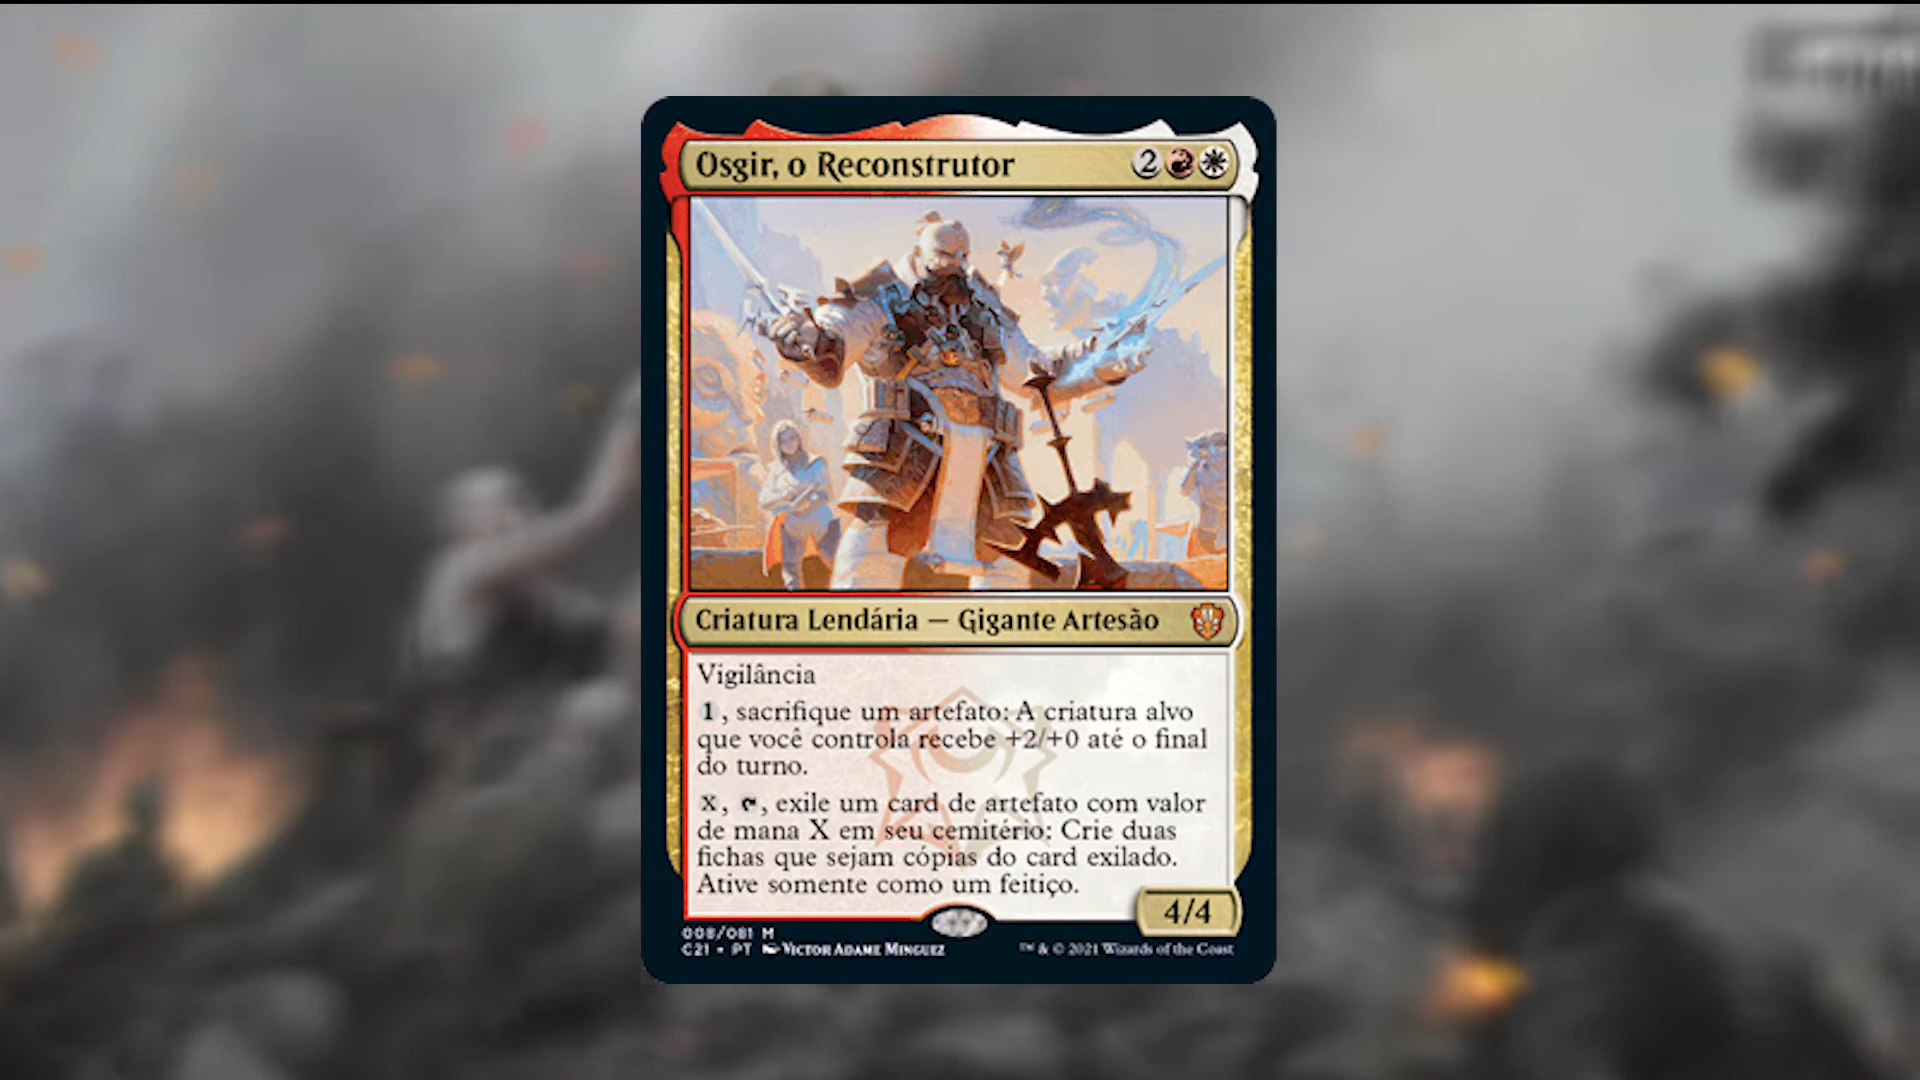 Osgir, o Reconstrutor 2
Criatura Lendária — Gigante Artesão
Vigilância
1, sacrifique um artefato: A criatura alvo
que você controla recebe +2/+0 até o final
do turno.
X, , exile um card de artefato com valor
de mana X em seu cemitério: Crie duas
fichas que sejam cópias do card exilado.
Ative somente como um feitiço.
4/4
008/081 M
C21 • PT Victor Adame Minguez
™ & © 2021 Wizards of the Coast